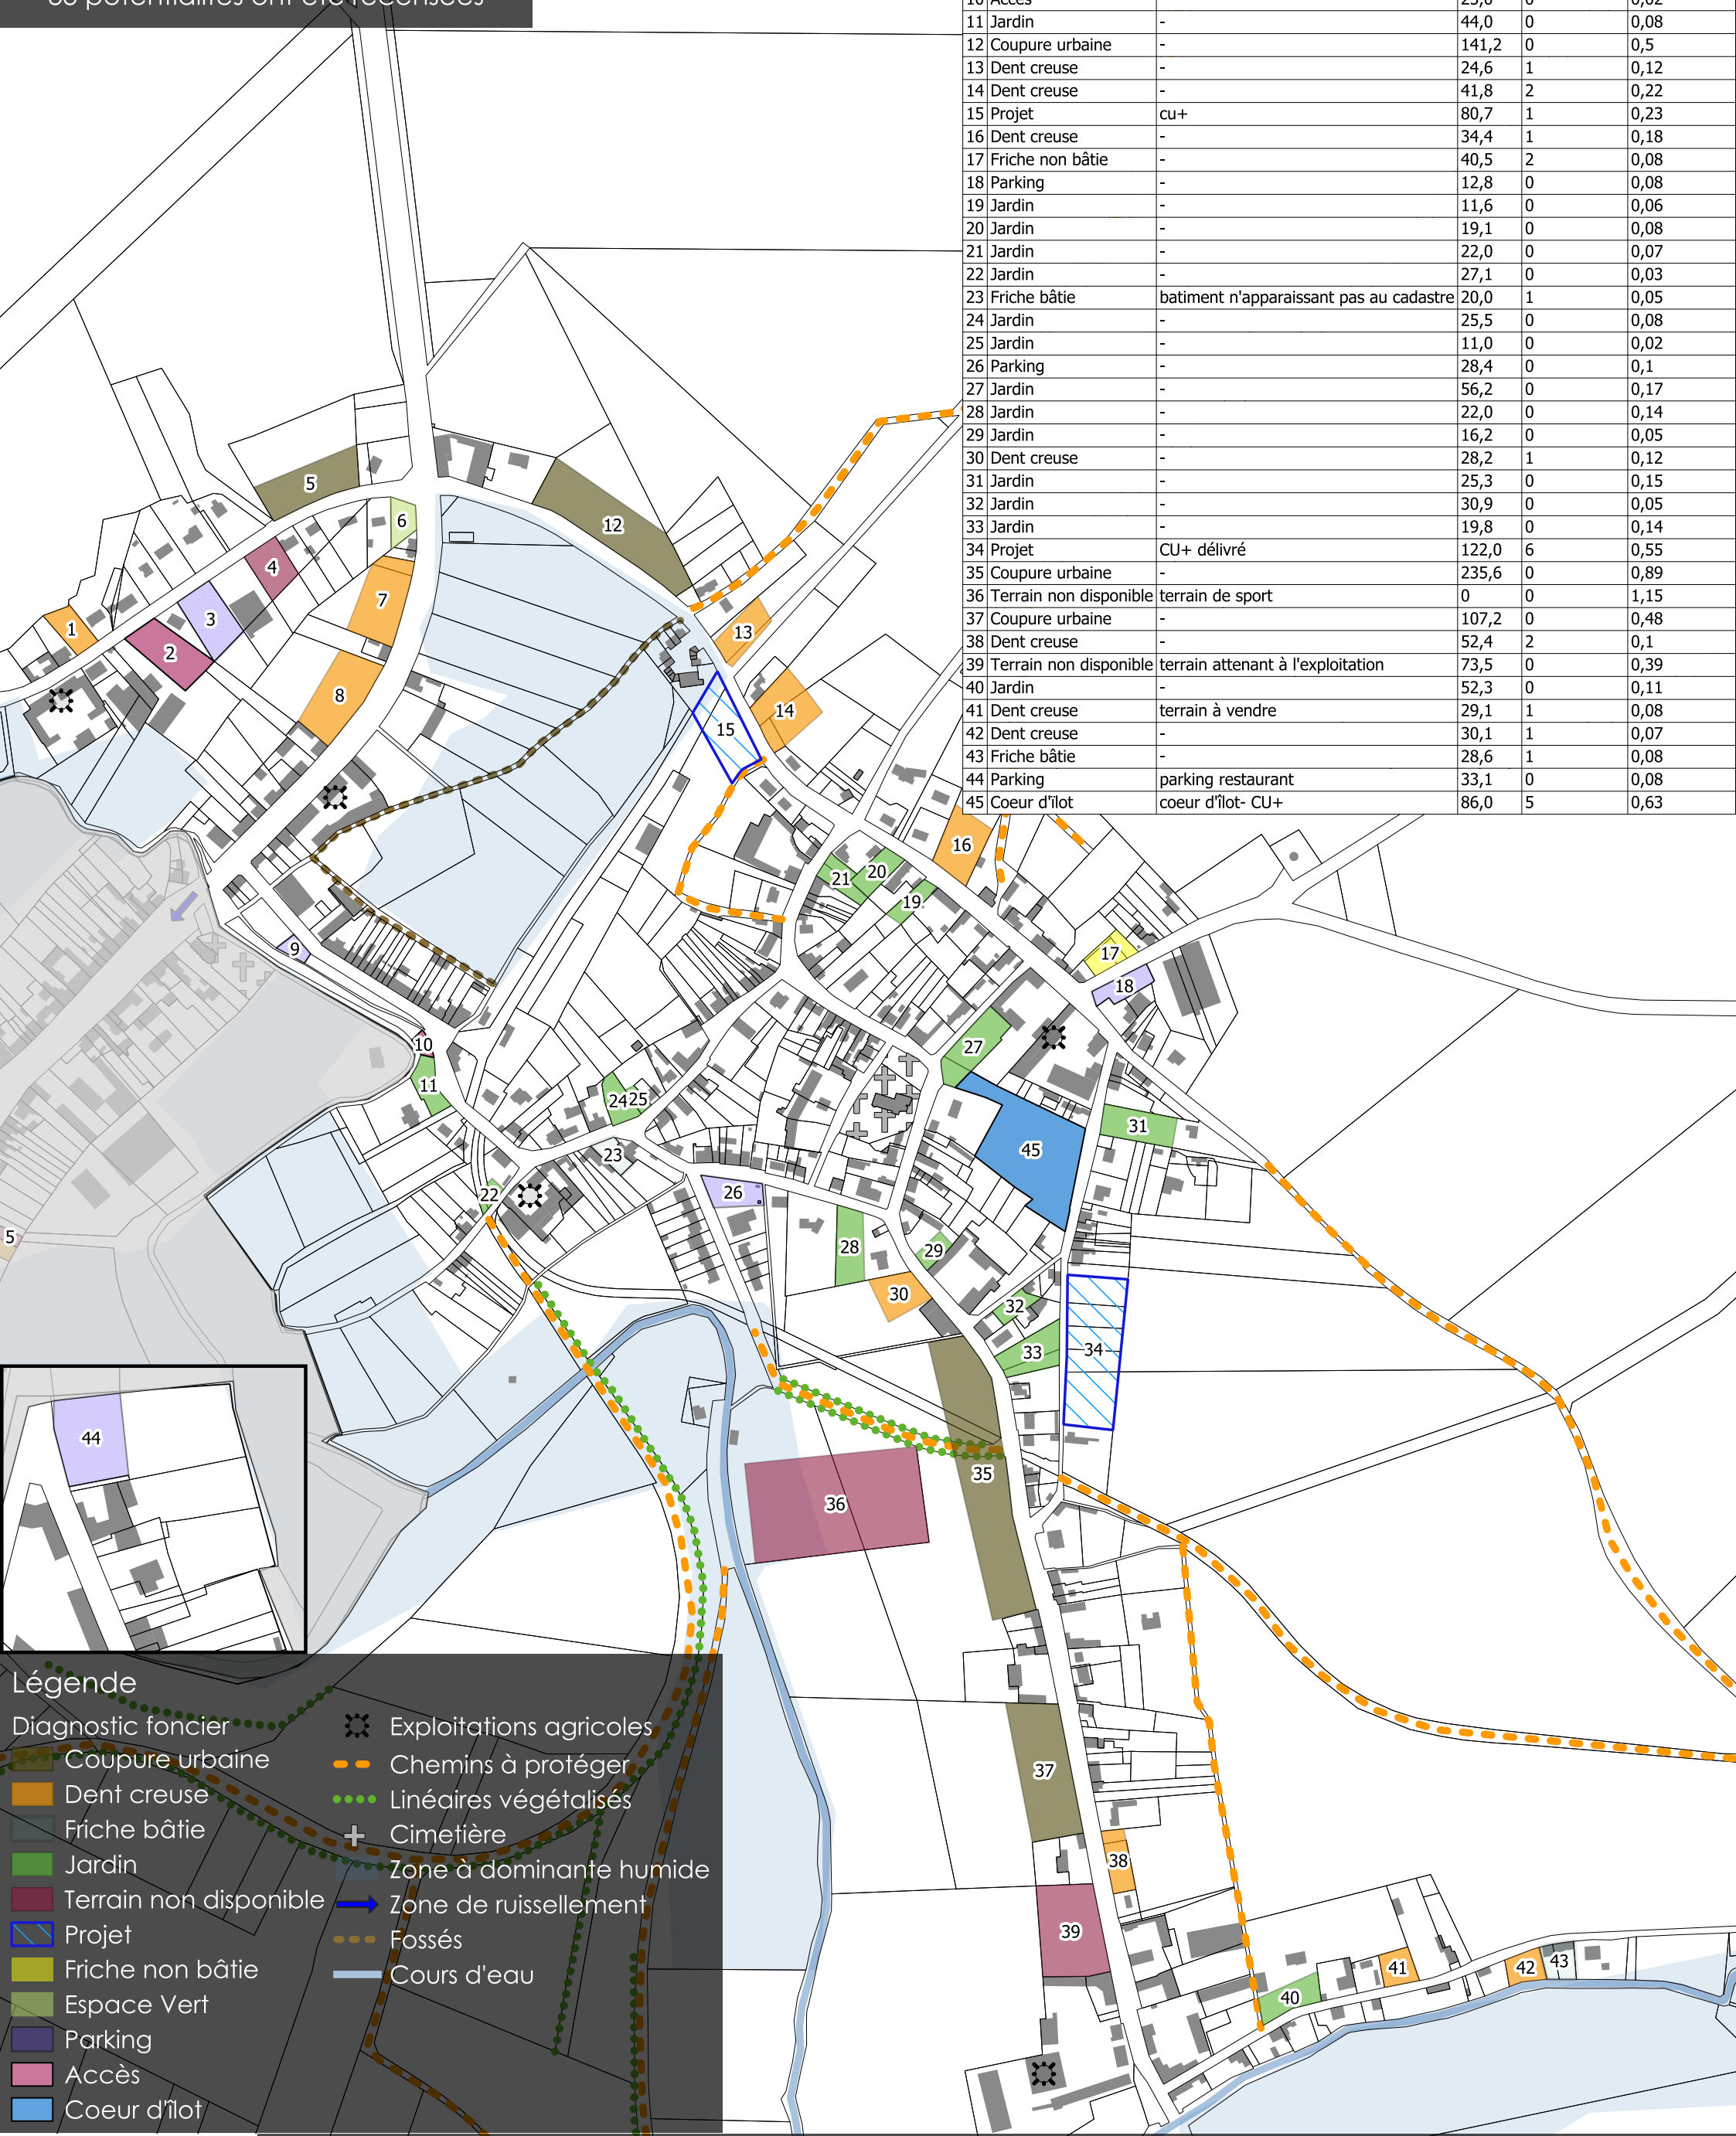 35 potentialités ont été recensées
10 Accès 25,0 0 0,02
11 Jardin - 44,0 0 0,08
12 Coupure urbaine - 141,2 0 0,5
13 Dent creuse - 24,6 1 0,12
14 Dent creuse - 41,8 2 0,22
15 Projet cu+ 80,7 1 0,23
16 Dent creuse - 34,4 1 0,18
17 Friche non bâtie - 40,5 2 0,08
18 Parking - 12,8 0 0,08
19 Jardin - 11,6 0 0,06
20 Jardin - 19,1 0 0,08
21 Jardin - 22,0 0 0,07
22 Jardin - 27,1 0 0,03
23 Friche bâtie batiment n'apparaissant pas au cadastre 20,0 1 0,05
24 Jardin - 25,5 0 0,08
25 Jardin - 11,0 0 0,02
26 Parking - 28,4 0 0,1
27 Jardin - 56,2 0 0,17
28 Jardin - 22,0 0 0,14
29 Jardin - 16,2 0 0,05
30 Dent creuse - 28,2 1 0,12
31 Jardin - 25,3 0 0,15
32 Jardin - 30,9 0 0,05
33 Jardin - 19,8 0 0,14
34 Projet CU+ délivré 122,0 6 0,55
35 Coupure urbaine - 235,6 0 0,89
36 Terrain non disponible terrain de sport 0 0 1,15
37 Coupure urbaine - 107,2 0 0,48
38 Dent creuse - 52,4 2 0,1
39 Terrain non disponible terrain attenant à l'exploitation 73,5 0 0,39
40 Jardin - 52,3 0 0,11
41 Dent creuse terrain à vendre 29,1 1 0,08
42 Dent creuse - 30,1 1 0,07
43 Friche bâtie - 28,6 1 0,08
44 Parking parking restaurant 33,1 0 0,08
45 Coeur d'îlot coeur d'îlot- CU+ 86,0 5 0,63
5
12
6
4
7
3
1
13
2
8
14
15
16
20
21
19
9
17
18
10
27
11
24 25
31
45
23
26
22
5
28
29
30
32
33
34
44
35
36
37
38
39
41
42
43
40
Légende
Diagnostic foncier
Coupure urbaine
Dent creuse
Friche bâtie
Jardin
Terrain non disponible
Projet
Friche non bâtie
Espace Vert
Parking
Accès
Coeur d'îlot
Exploitations agricoles
Chemins à protéger
Linéaires végétalisés
Cimetière
Zone à dominante humide
Zone de ruissellement
Fossés
Cours d'eau